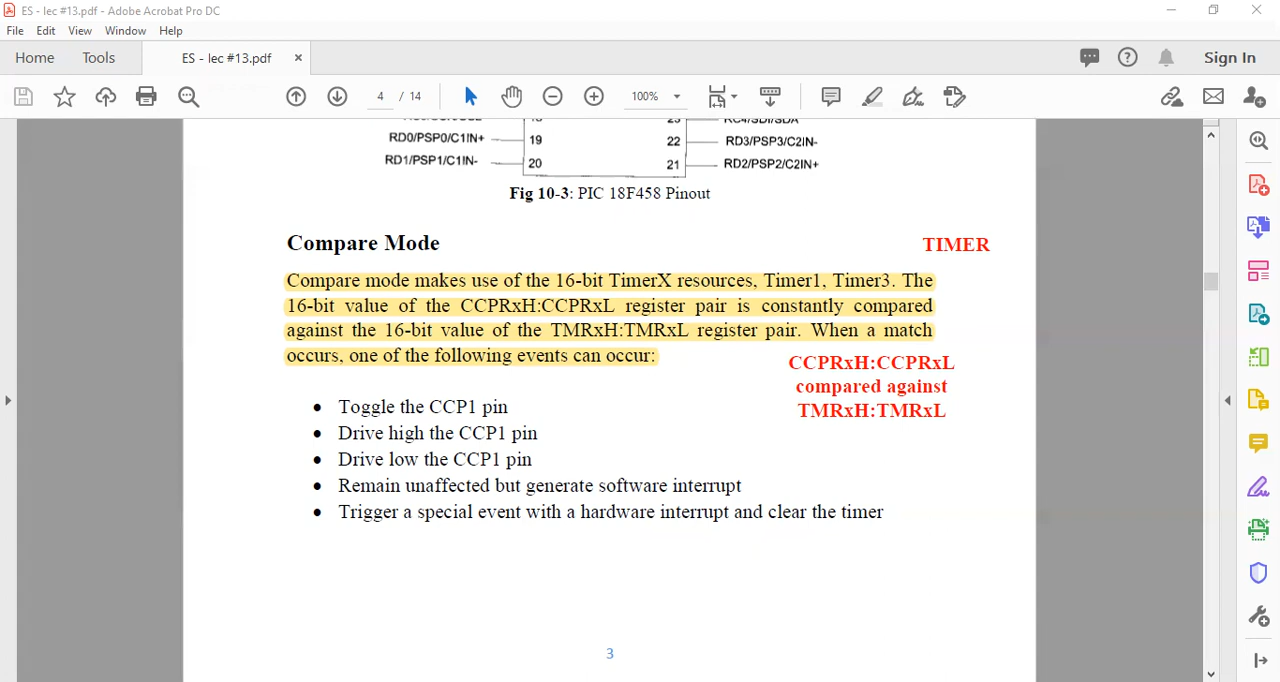 ES - lec #13.pdf - Adobe Acrobat Pro DC
File Edit View Window Help
Home Tools ES - lec #13.pdf × Sign In
4 / 14 100%
RD0/PSP0/C1IN+ 19 22 RD3/PSP3/C2IN-
RD1/PSP1/C1IN- 20 21 RD2/PSP2/C2IN+
Fig 10-3: PIC 18F458 Pinout
Compare Mode TIMER
Compare mode makes use of the 16-bit TimerX resources, Timer1, Timer3. The
16-bit value of the CCPRxH:CCPRxL register pair is constantly compared
against the 16-bit value of the TMRxH:TMRxL register pair. When a match
occurs, one of the following events can occur:
CCPRxH:CCPRxL
compared against
TMRxH:TMRxL
• Toggle the CCP1 pin
• Drive high the CCP1 pin
• Drive low the CCP1 pin
• Remain unaffected but generate software interrupt
• Trigger a special event with a hardware interrupt and clear the timer
3